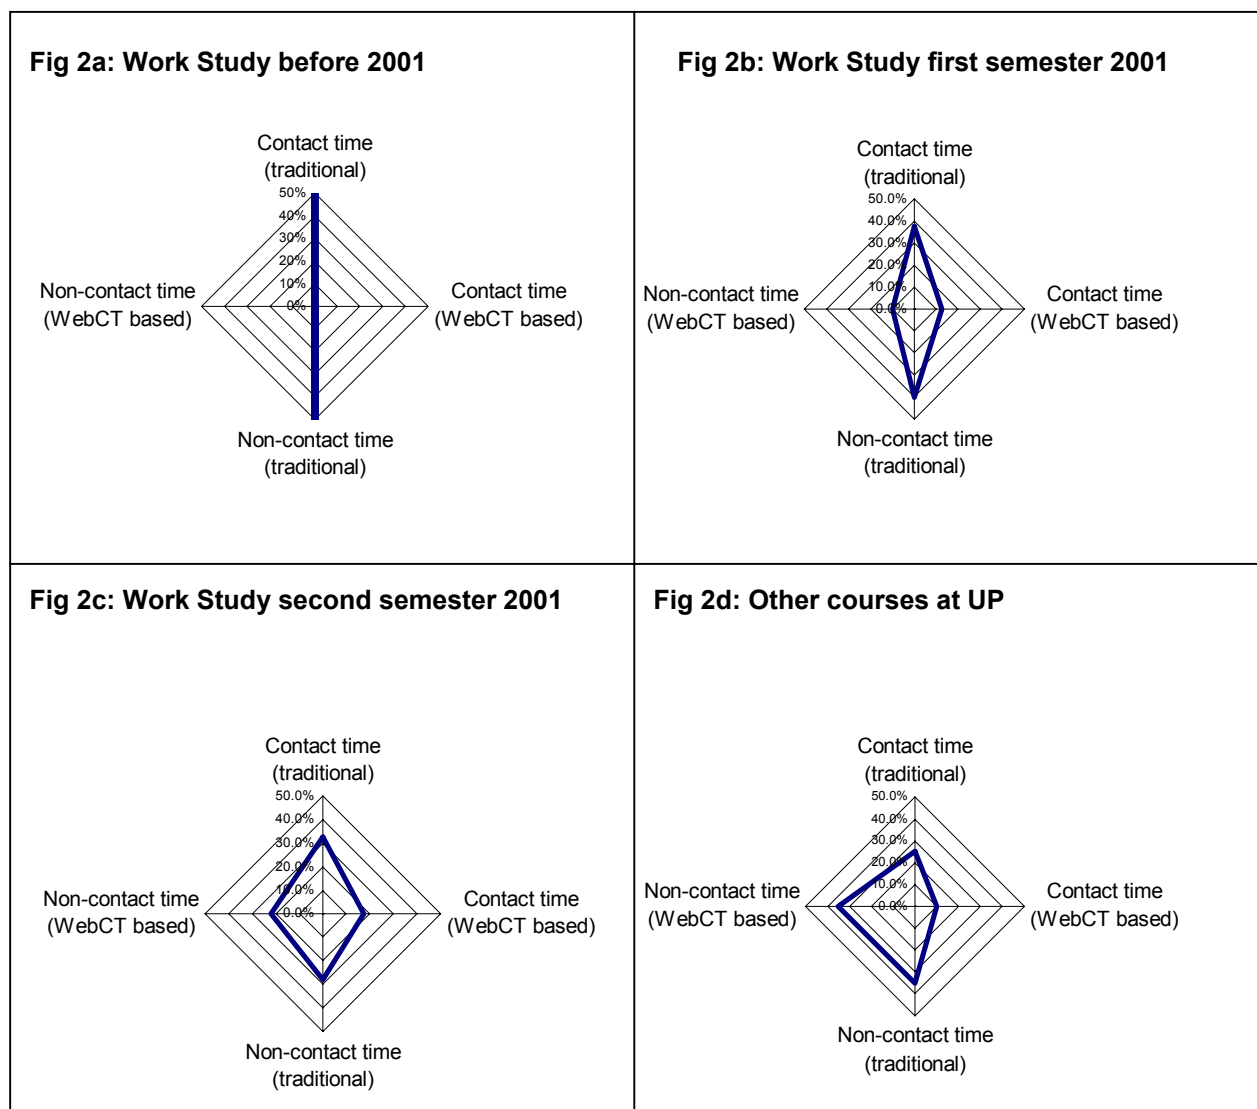 Fig 2a: Work Study before 2001
Contact time
(traditional)
50%
40%
30%
20%
10%
0%
Non-contact time
(WebCT based)
Contact time
(WebCT based)
Non-contact time
(traditional)
Fig 2b: Work Study first semester 2001
Contact time
(traditional)
50.0%
40.0%
30.0%
20.0%
10.0%
0.0%
Non-contact time
(WebCT based)
Contact time
(WebCT based)
Non-contact time
(traditional)
Fig 2c: Work Study second semester 2001
Contact time
(traditional)
50.0%
40.0%
30.0%
20.0%
10.0%
0.0%
Non-contact time
(WebCT based)
Contact time
(WebCT based)
Non-contact time
(traditional)
Fig 2d: Other courses at UP
Contact time
(traditional)
50.0%
40.0%
30.0%
20.0%
10.0%
0.0%
Non-contact time
(WebCT based)
Contact time
(WebCT based)
Non-contact time
(traditional)